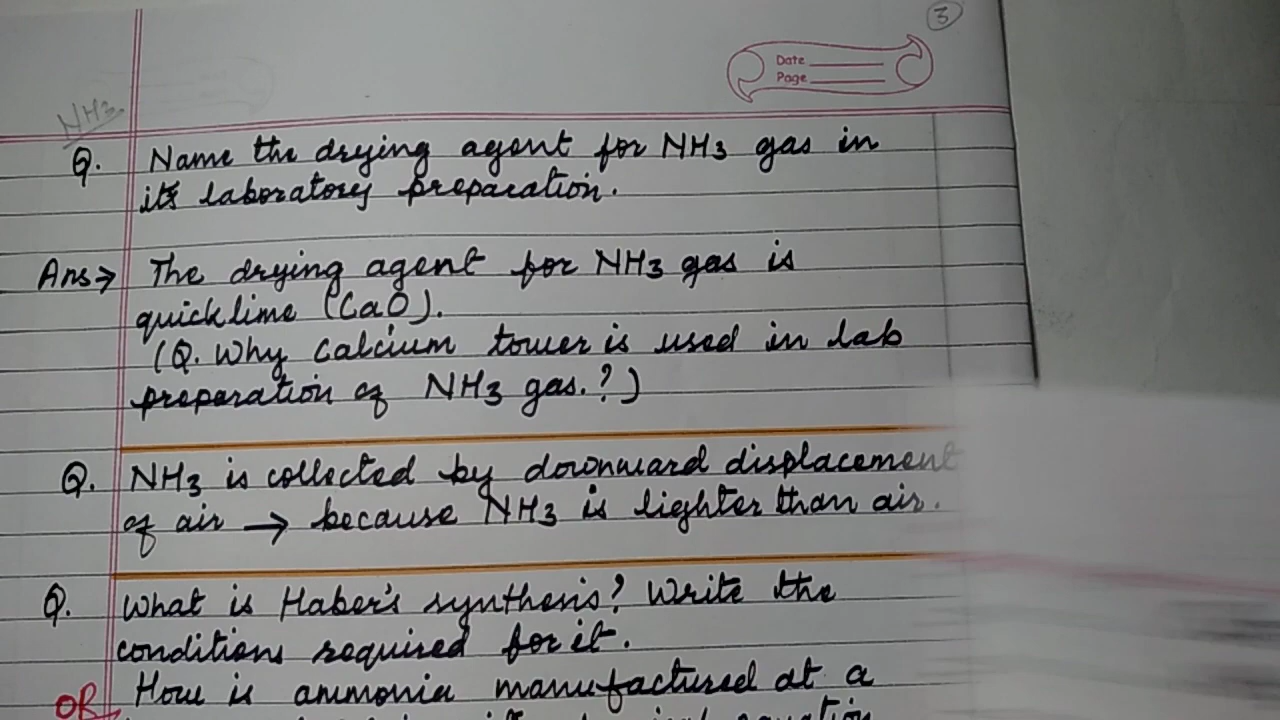 3
Date
Page
NH3
Q. Name the drying agent for NH3 gas in
its laboratory preparation.
Ans→ The drying agent for NH3 gas is
quicklime (CaO).
(Q. Why calcium tower is used in lab
preparation of NH3 gas.?)
Q. NH3 is collected by downward displacement
of air → because NH3 is lighter than air.
Q. What is Haber's synthesis? Write the
conditions required for it.
OR How is ammonia manufactured at a
equation